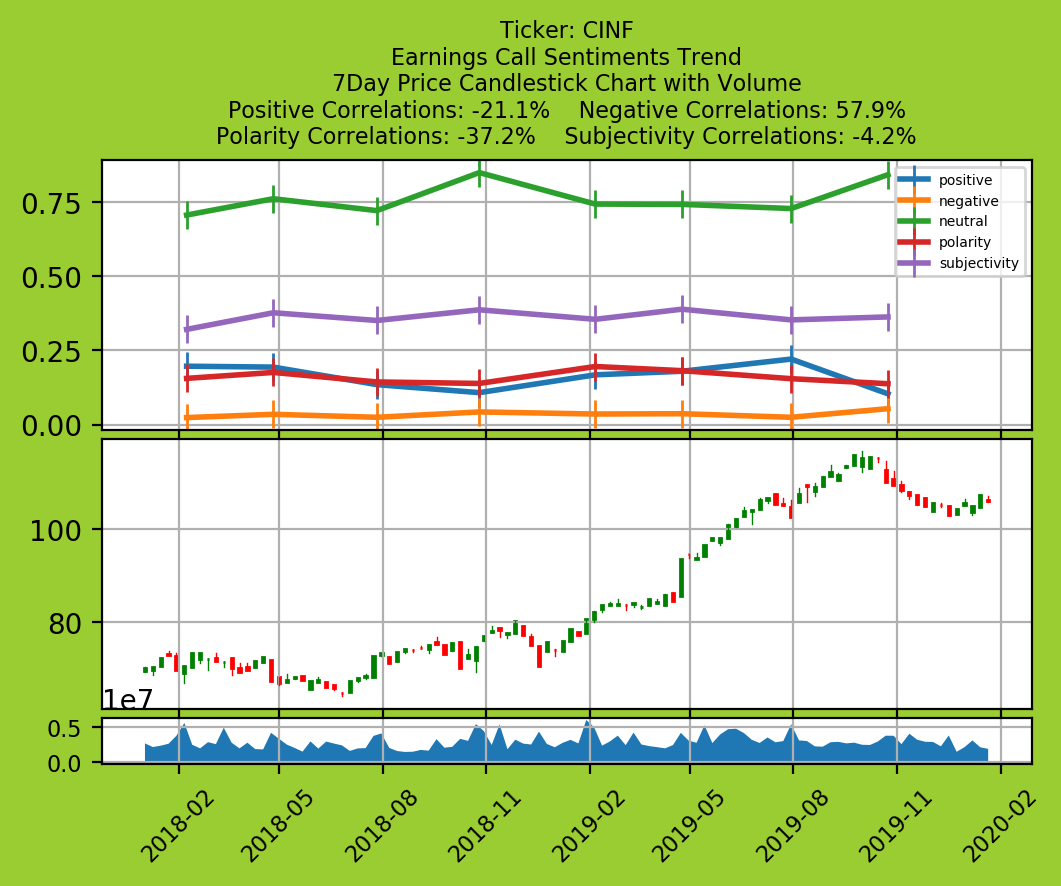 Ticker: CINF
Earnings Call Sentiments Trend
7Day Price Candlestick Chart with Volume
Positive Correlations: -21.1%    Negative Correlations: 57.9%
Polarity Correlations: -37.2%    Subjectivity Correlations: -4.2%
positive
negative
neutral
polarity
subjectivity
0.75
0.50
0.25
0.00
100
80
1e7
0.5
0.0
2018-02
2018-05
2018-08
2018-11
2019-02
2019-05
2019-08
2019-11
2020-02